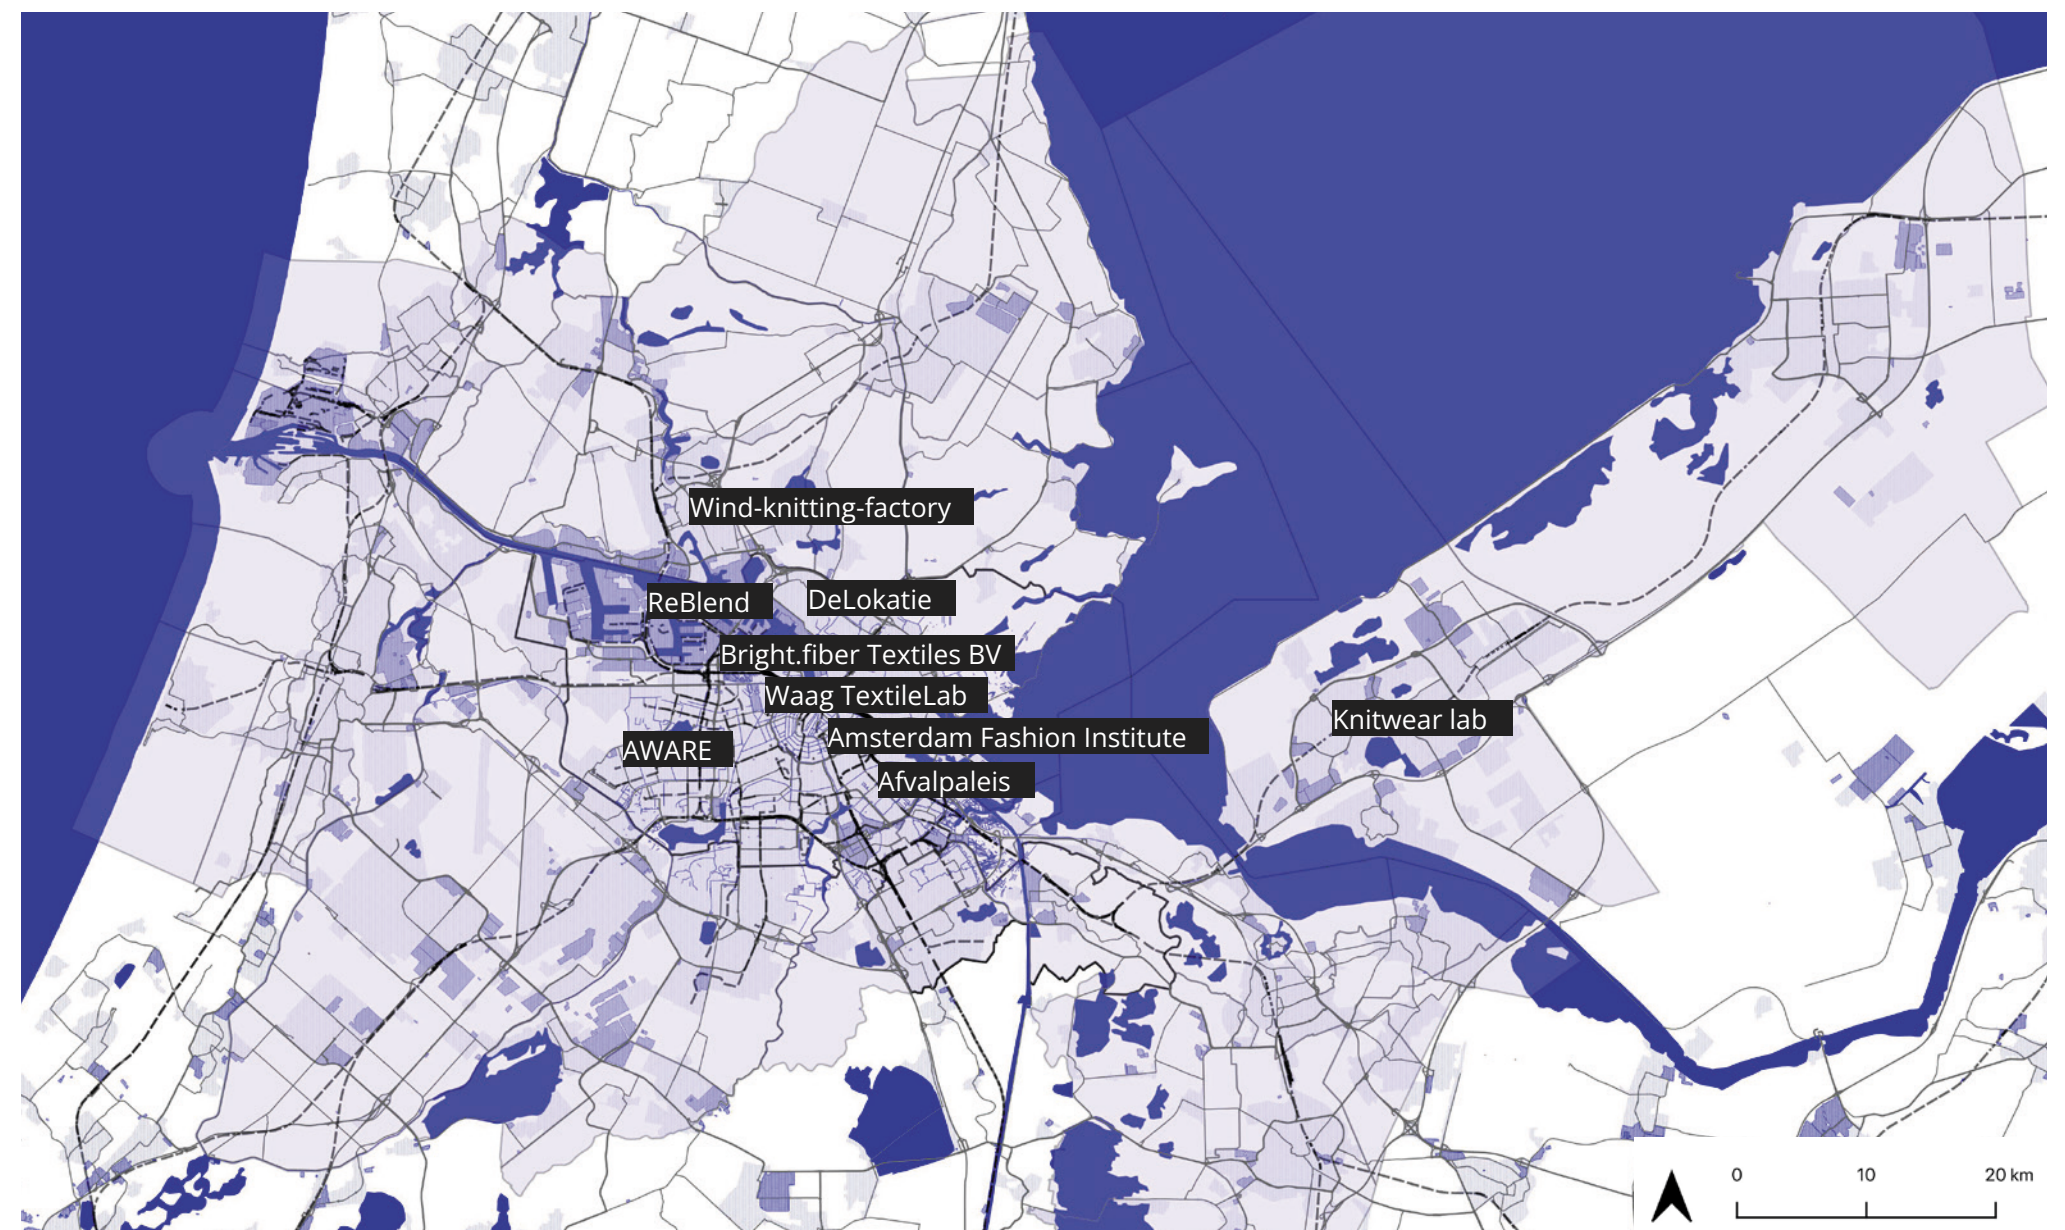 Wind-knitting-factory
ReBlend
DeLokatie
Bright.fiber Textiles BV
Waag TextileLab
Knitwear lab
AWARE
Amsterdam Fashion Institute
Afvalpaleis
0 10 20 km